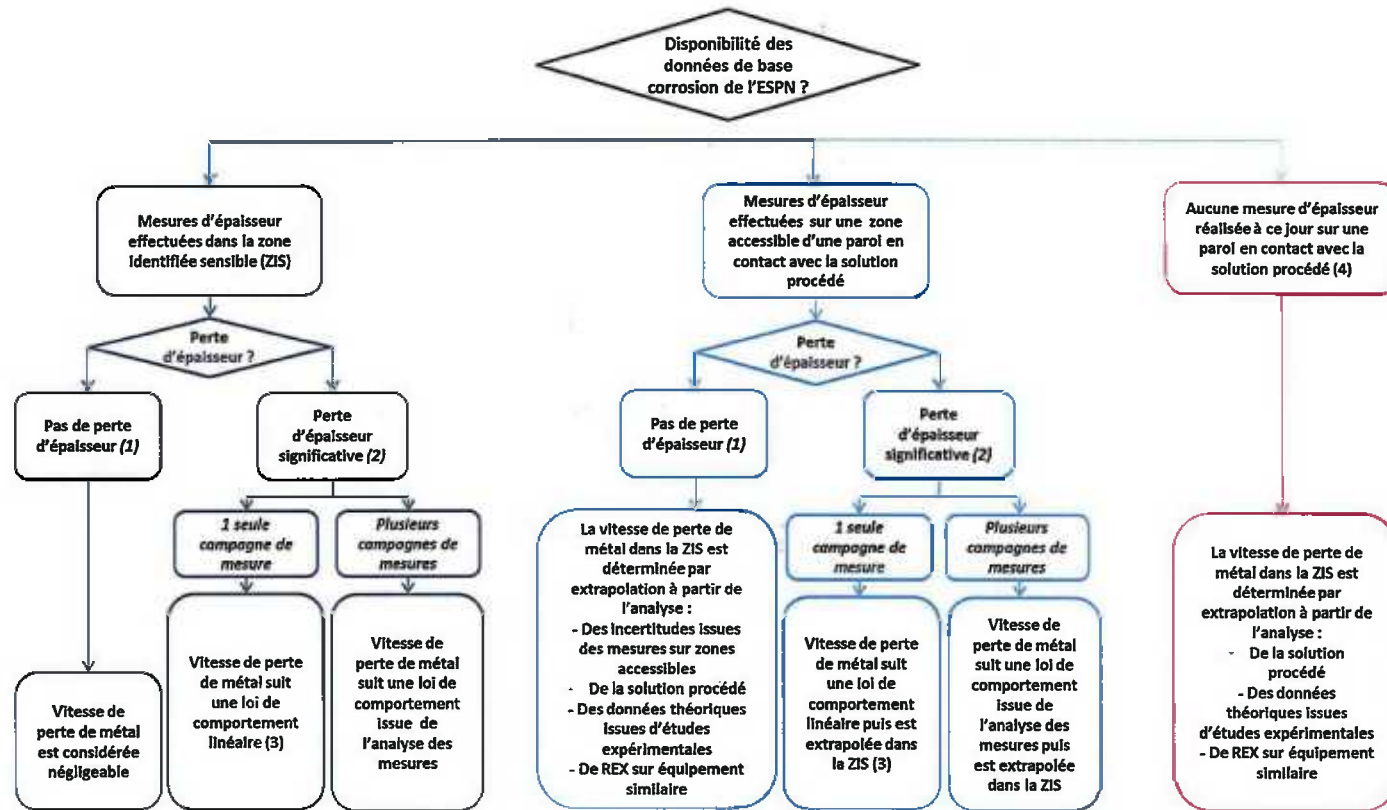 Disponibilité des
données de base
corrosion de l'ESPN ?
Mesures d'épaisseur
effectuées dans la zone
identifiée sensible (ZIS)
Perte
d'épaisseur ?
Pas de perte
d'épaisseur (1)
Perte
d'épaisseur
significative (2)
1 seule
campagne de
mesure
Plusieurs
campagnes de
mesures
Vitesse de
perte de métal
est considérée
négligeable
Vitesse de perte
de métal suit
une loi de
comportement
linéaire (3)
Vitesse de
perte de métal
suit une loi de
comportement
issue de
l'analyse des
mesures
Mesures d'épaisseur
effectuées sur une zone
accessible d'une paroi en
contact avec la solution
procédé
Perte
d'épaisseur ?
Pas de perte
d'épaisseur (1)
Perte
d'épaisseur
significative (2)
1 seule
campagne de
mesure
Plusieurs
campagnes de
mesures
La vitesse de perte de
métal dans la ZIS est
déterminée par
extrapolation à partir de
l'analyse :
- Des incertitudes issues
des mesures sur zones
accessibles
- De la solution procédé
- Des données théoriques
issues d'études
expérimentales
- De REX sur équipement
similaire
Vitesse de perte
de métal suit
une loi de
comportement
linéaire puis est
extrapolée dans
la ZIS (3)
Vitesse de
perte de métal
suit une loi de
comportement
issue de
l'analyse des
mesures puis
est extrapolée
dans la ZIS
Aucune mesure d'épaisseur
réalisée à ce jour sur une
paroi en contact avec la
solution procédé (4)
La vitesse de perte de
métal dans la ZIS est
déterminée par
extrapolation à partir de
l'analyse :
- De la solution
procédé
- Des données
théoriques issues
d'études expérimentales
- De REX sur équipement
similaire